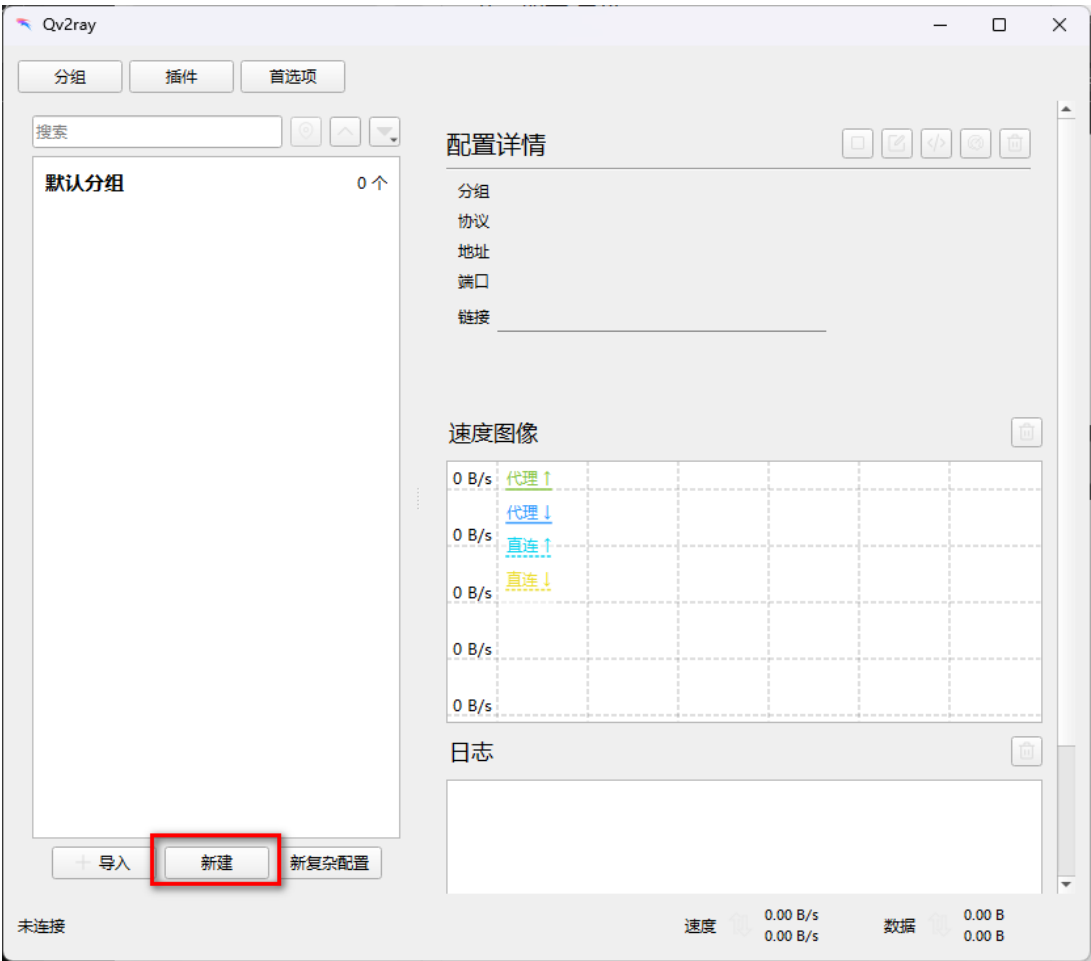 Qv2ray
分组 插件 首选项
搜索
默认分组 0 个
配置详情
分组
协议
地址
端口
链接
速度图像
0 B/s 代理 ↑
代理 ↓
0 B/s
直连 ↑
直连 ↓
0 B/s
0 B/s
0 B/s
日志
导入 新建 新复杂配置
未连接
速度 0.00 B/s 数据 0.00 B
0.00 B/s 0.00 B